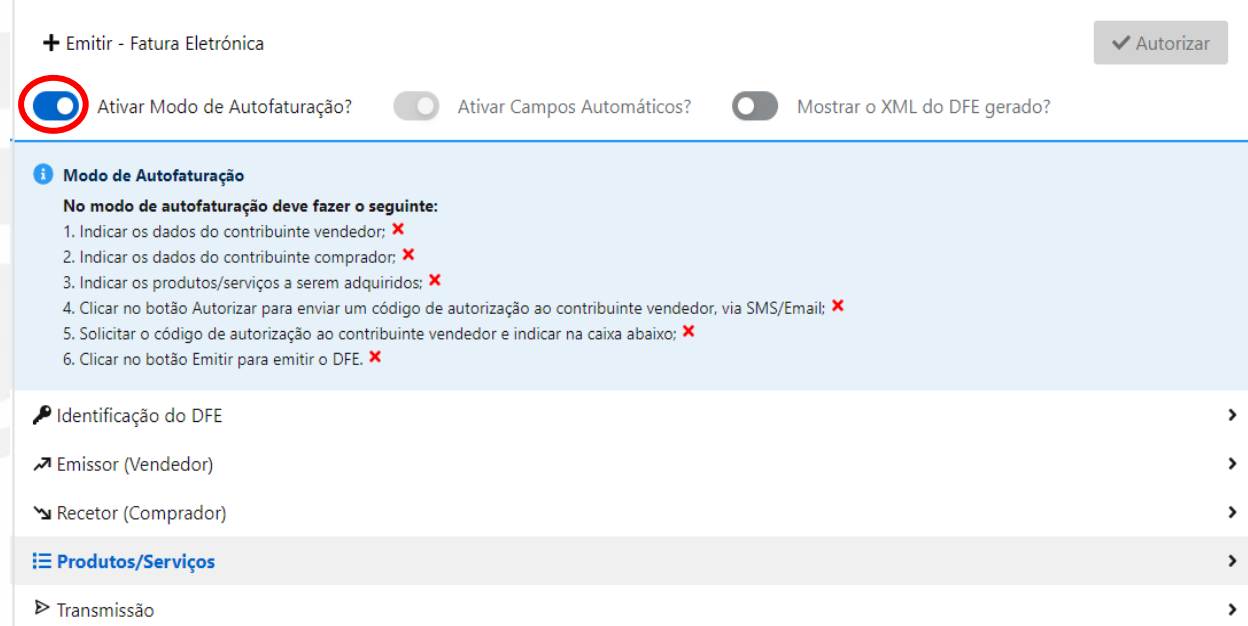 Emitir - Fatura Eletrónica
Autorizar
Ativar Modo de Autofaturação?
Ativar Campos Automáticos?
Mostrar o XML do DFE gerado?
Modo de Autofaturação
No modo de autofaturação deve fazer o seguinte:
1. Indicar os dados do contribuinte vendedor;
2. Indicar os dados do contribuinte comprador;
3. Indicar os produtos/serviços a serem adquiridos;
4. Clicar no botão Autorizar para enviar um código de autorização ao contribuinte vendedor, via SMS/Email;
5. Solicitar o código de autorização ao contribuinte vendedor e indicar na caixa abaixo;
6. Clicar no botão Emitir para emitir o DFE.
Identificação do DFE
Emissor (Vendedor)
Recetor (Comprador)
Produtos/Serviços
Transmissão